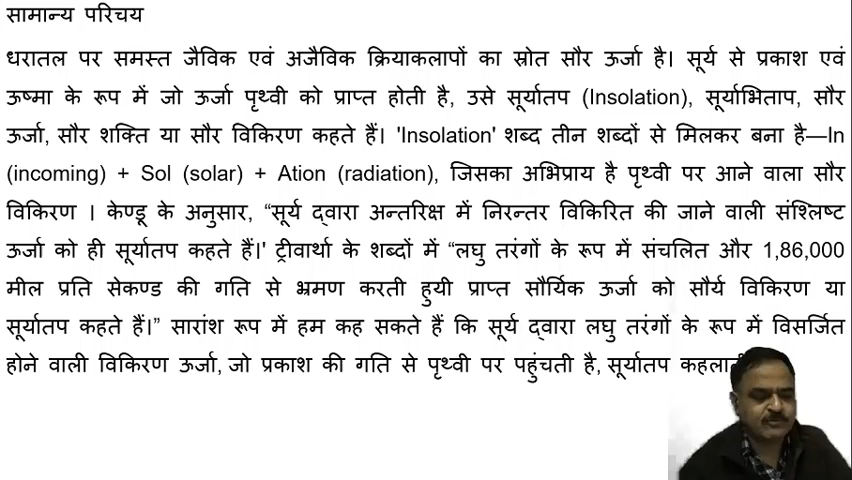 सामान्य परिचय
धरातल पर समस्त जैविक एवं अजैविक क्रियाकलापों का स्रोत सौर ऊर्जा है। सूर्य से प्रकाश एवं
ऊष्मा के रूप में जो ऊर्जा पृथ्वी को प्राप्त होती है, उसे सूर्यातप (Insolation), सूर्याभिताप, सौर
ऊर्जा, सौर शक्ति या सौर विकिरण कहते हैं। 'Insolation' शब्द तीन शब्दों से मिलकर बना है—In
(incoming) + Sol (solar) + Ation (radiation), जिसका अभिप्राय है पृथ्वी पर आने वाला सौर
विकिरण । केण्डू के अनुसार, “सूर्य द्वारा अन्तरिक्ष में निरन्तर विकिरित की जाने वाली संश्लिष्ट
ऊर्जा को ही सूर्यातप कहते हैं।' ट्रीवार्था के शब्दों में “लघु तरंगों के रूप में संचलित और 1,86,000
मील प्रति सेकण्ड की गति से भ्रमण करती हुयी प्राप्त सौर्यिक ऊर्जा को सौर्य विकिरण या
सूर्यातप कहते हैं।” सारांश रूप में हम कह सकते हैं कि सूर्य द्वारा लघु तरंगों के रूप में विसर्जित
होने वाली विकिरण ऊर्जा, जो प्रकाश की गति से पृथ्वी पर पहुंचती है, सूर्यातप